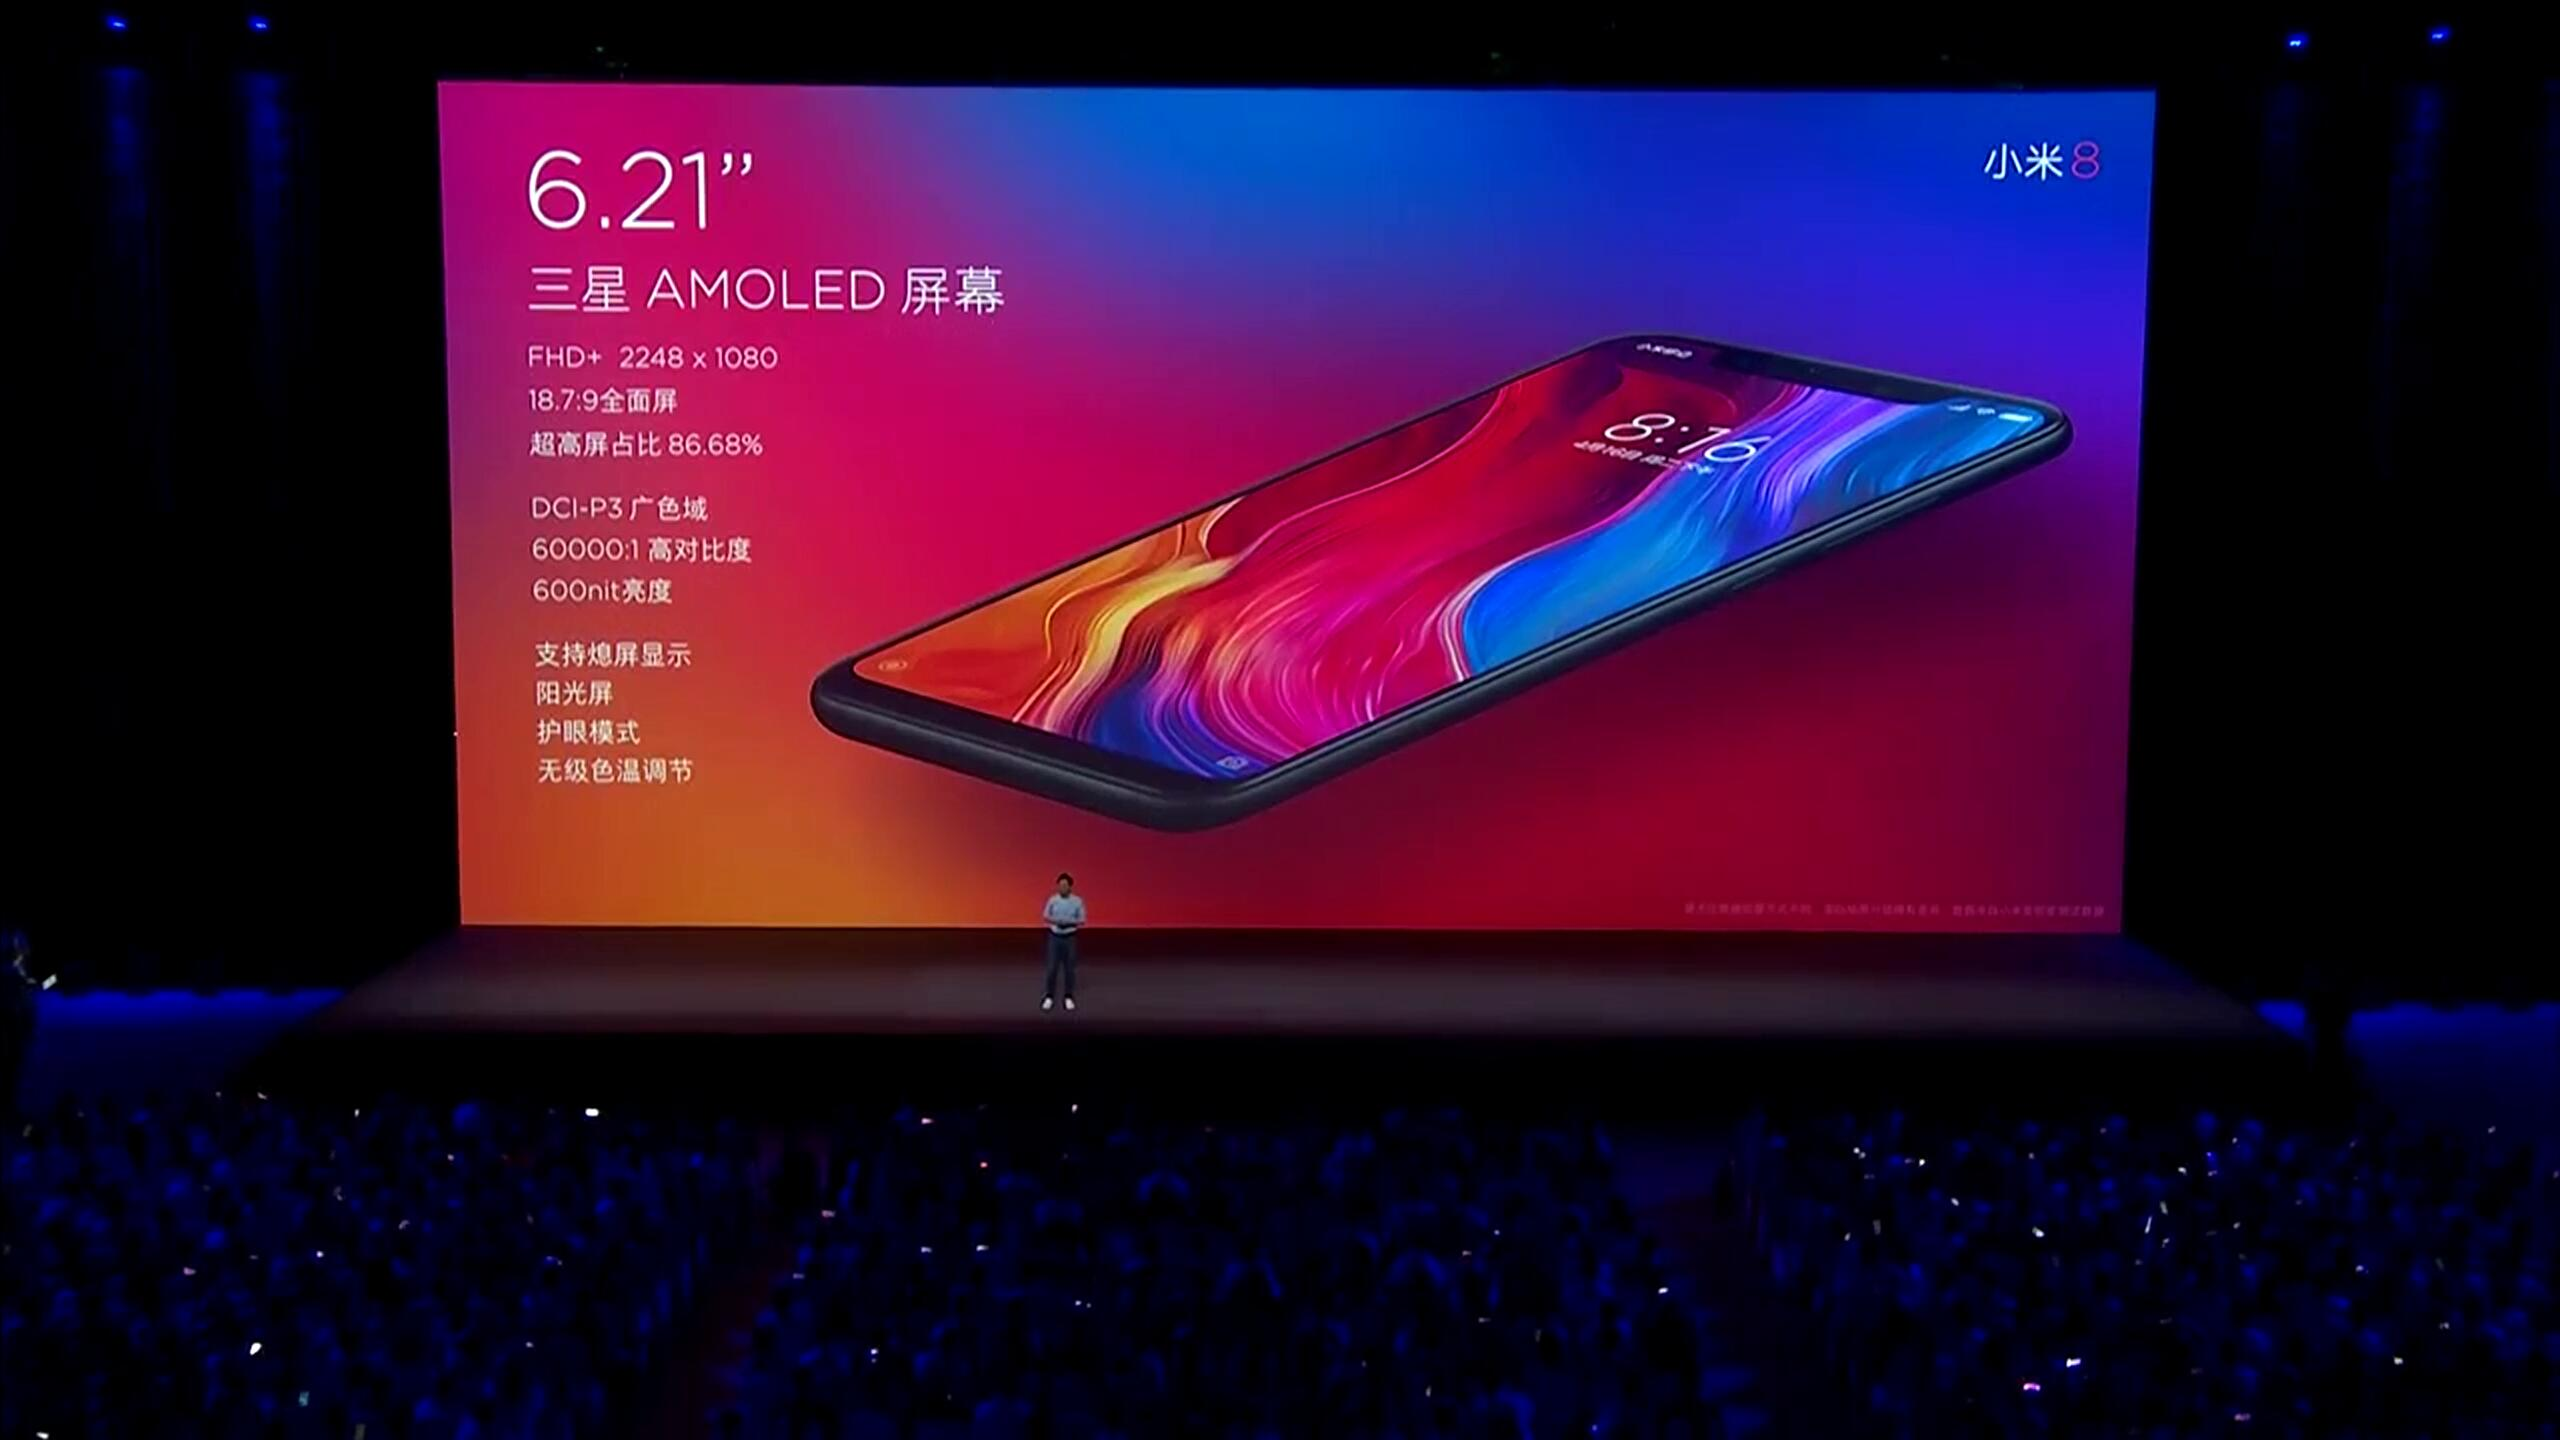 6.21”
小米8
三星 AMOLED 屏幕
FHD+ 2248 x 1080
18.7:9全面屏
超高屏占比 86.68%
DCI-P3 广色域
60000:1 高对比度
600nit亮度
支持熄屏显示
阳光屏
护眼模式
无级色温调节
8:16